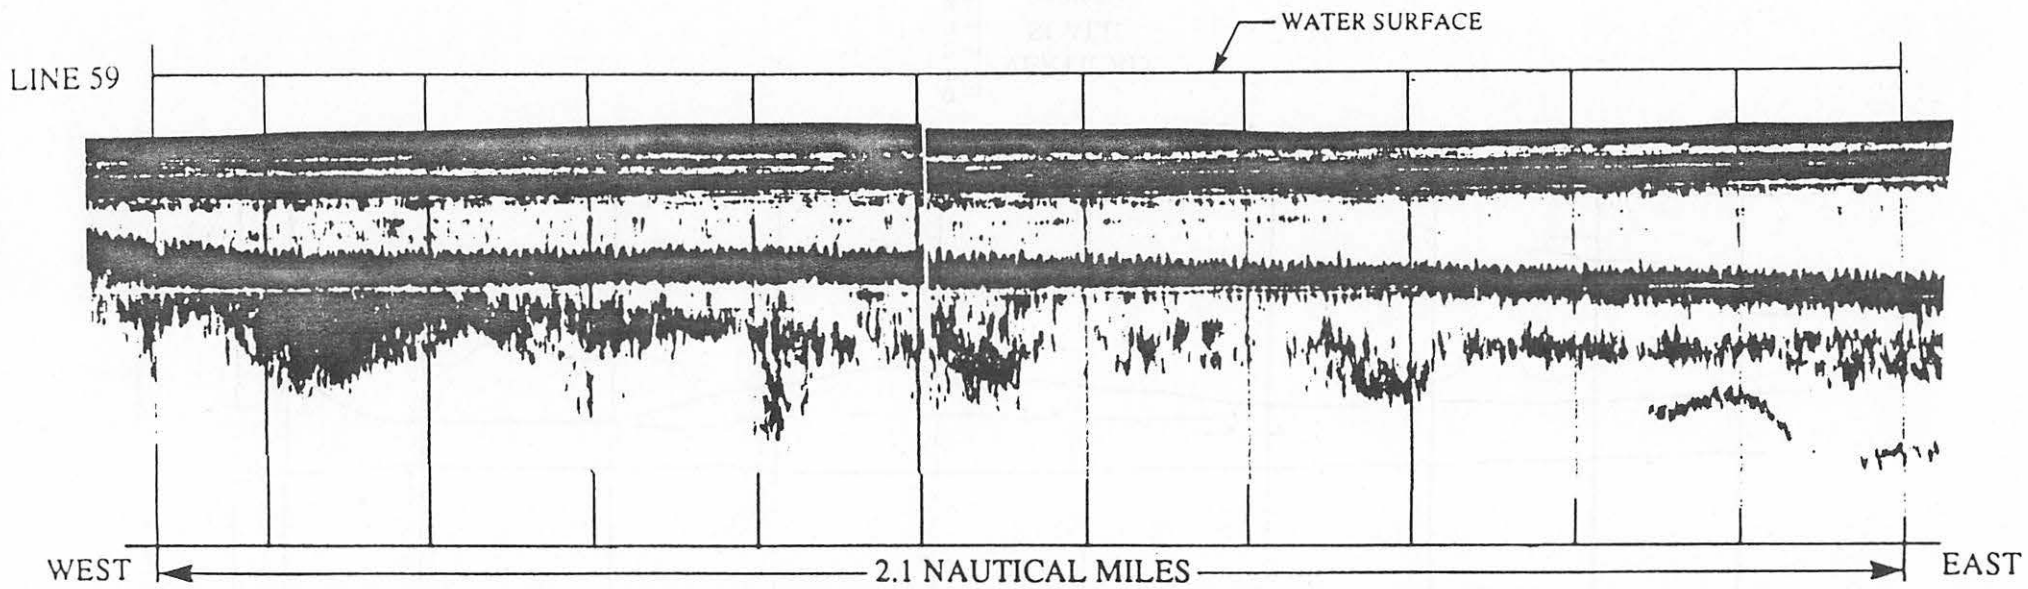 WATER SURFACE
LINE 59
WEST
2.1 NAUTICAL MILES
EAST